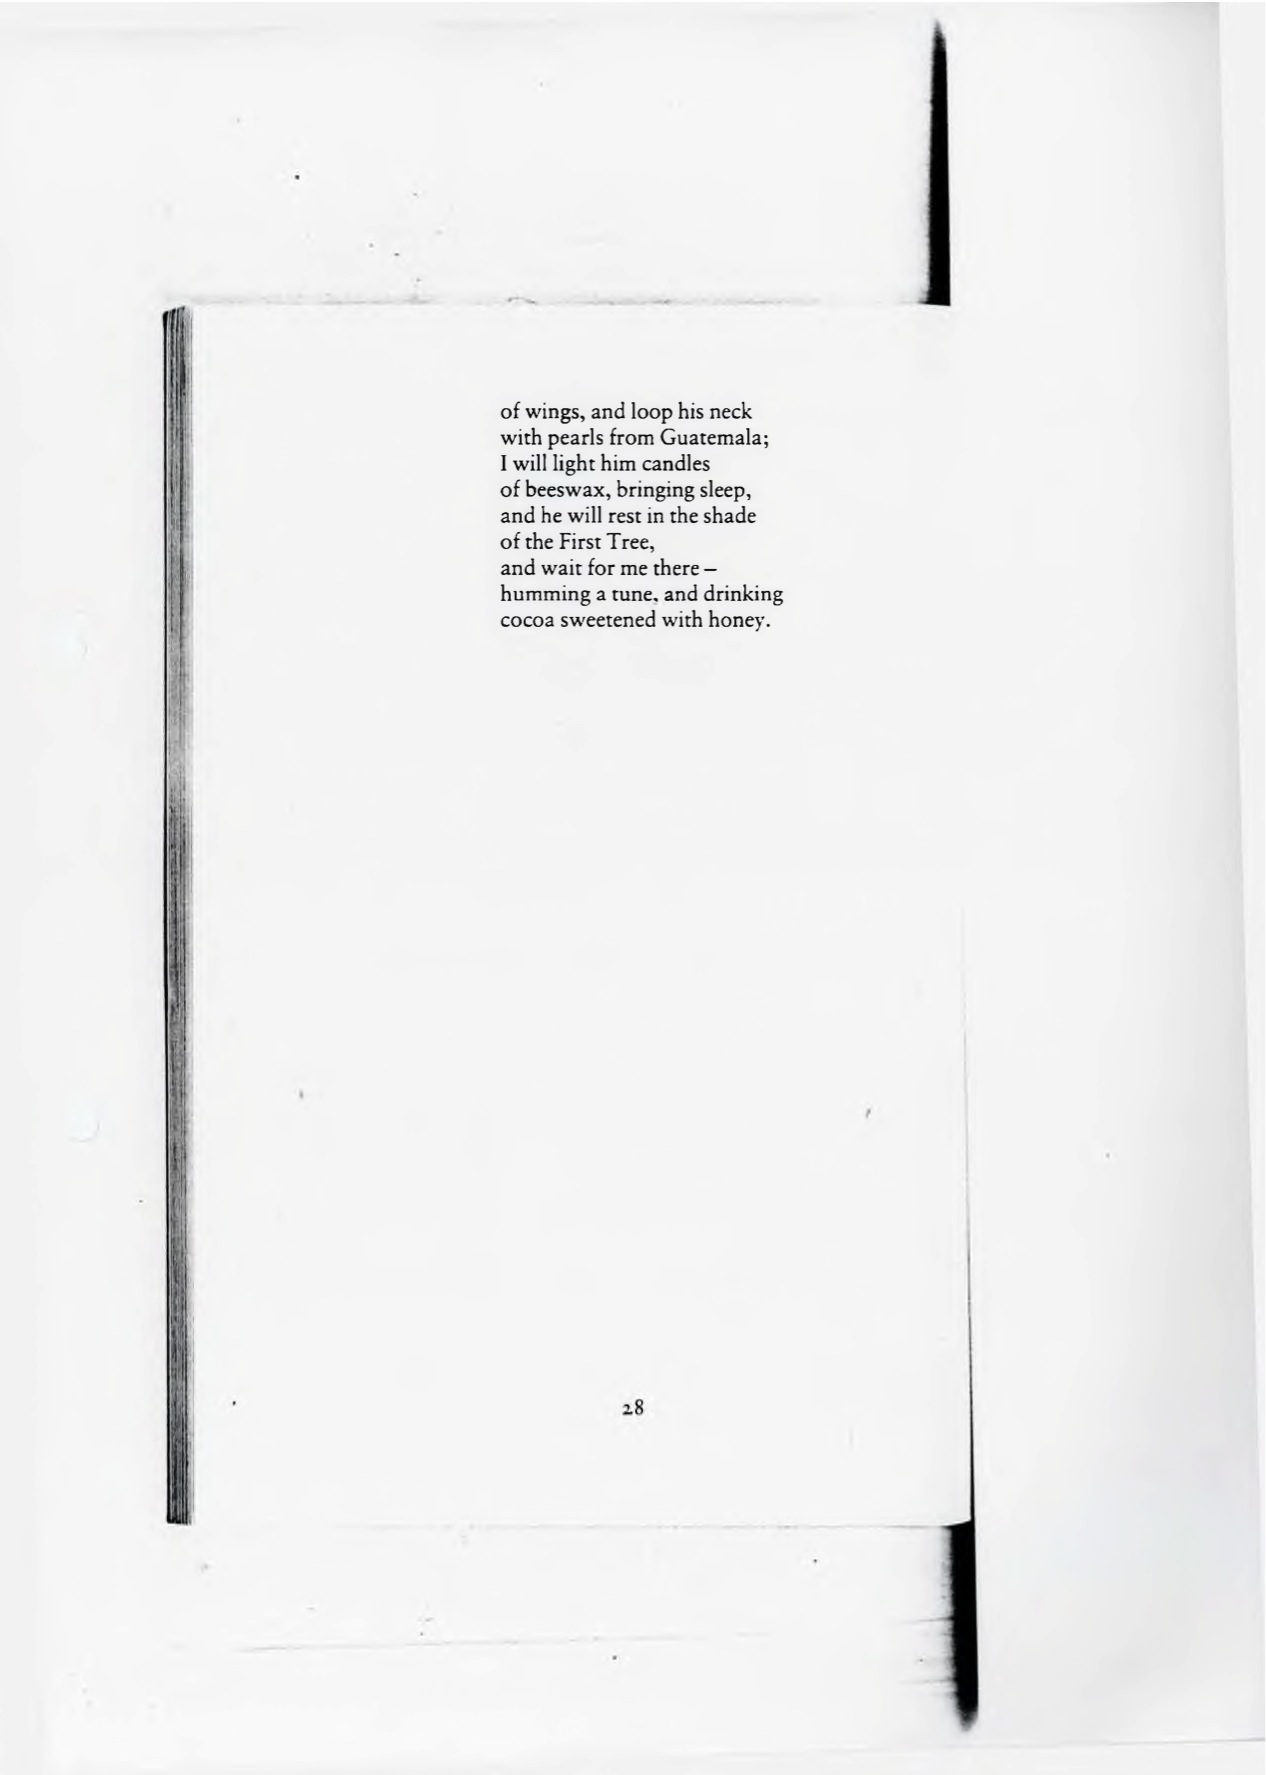 of wings, and loop his neck
with pearls from Guatemala;
I will light him candles
of beeswax, bringing sleep,
and he will rest in the shade
of the First Tree,
and wait for me there –
humming a tune, and drinking
cocoa sweetened with honey.
28